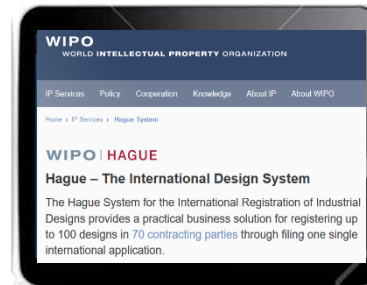 WIPO
WORLD INTELLECTUAL PROPERTY ORGANIZATION
IP Services Policy Cooperation Knowledge About IP About WIPO
Home › IP Services › Hague System
WIPO | HAGUE
Hague – The International Design System
The Hague System for the International Registration of Industrial
Designs provides a practical business solution for registering up
to 100 designs in 70 contracting parties through filing one single
international application.